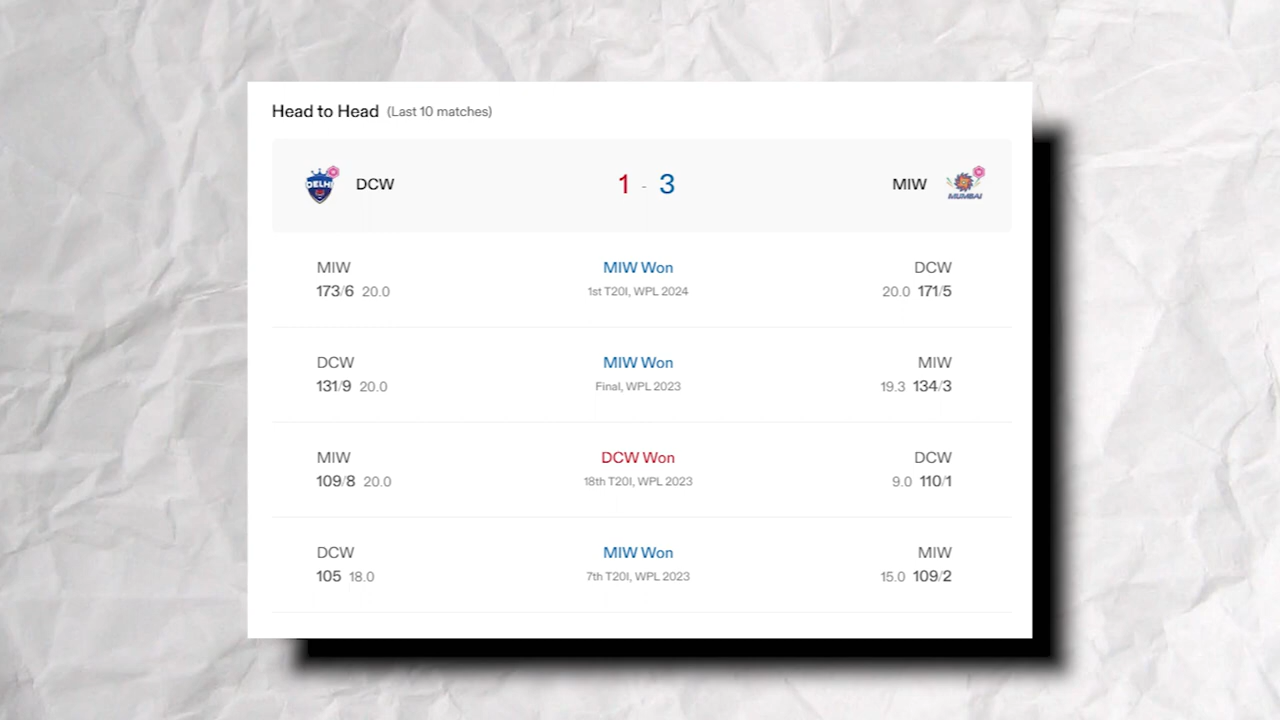 Head to Head (Last 10 matches)
DELHI DCW 1 - 3 MIW MUMBAI
MIW MIW Won DCW
173/6 20.0 1st T20I, WPL 2024 20.0 171/5
DCW MIW Won MIW
131/9 20.0 Final, WPL 2023 19.3 134/3
MIW DCW Won DCW
109/8 20.0 18th T20I, WPL 2023 9.0 110/1
DCW MIW Won MIW
105 18.0 7th T20I, WPL 2023 15.0 109/2